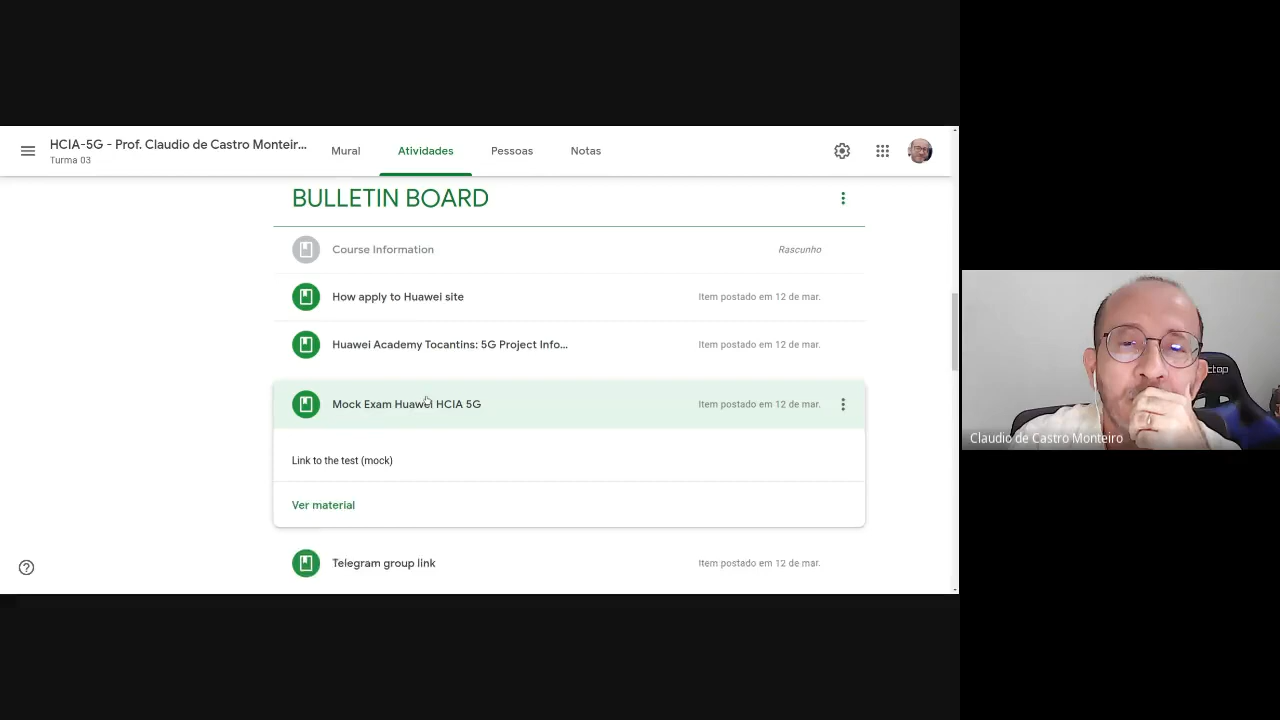 HCIA-5G - Prof. Claudio de Castro Monteir...
Turma 03
Mural
Atividades
Pessoas
Notas
BULLETIN BOARD
Course Information
Rascunho
How apply to Huawei site
Item postado em 12 de mar.
Huawei Academy Tocantins: 5G Project Info...
Item postado em 12 de mar.
Mock Exam Huawei HCIA 5G
Item postado em 12 de mar.
Link to the test (mock)
Ver material
Telegram group link
Item postado em 12 de mar.
Claudio de Castro Monteiro